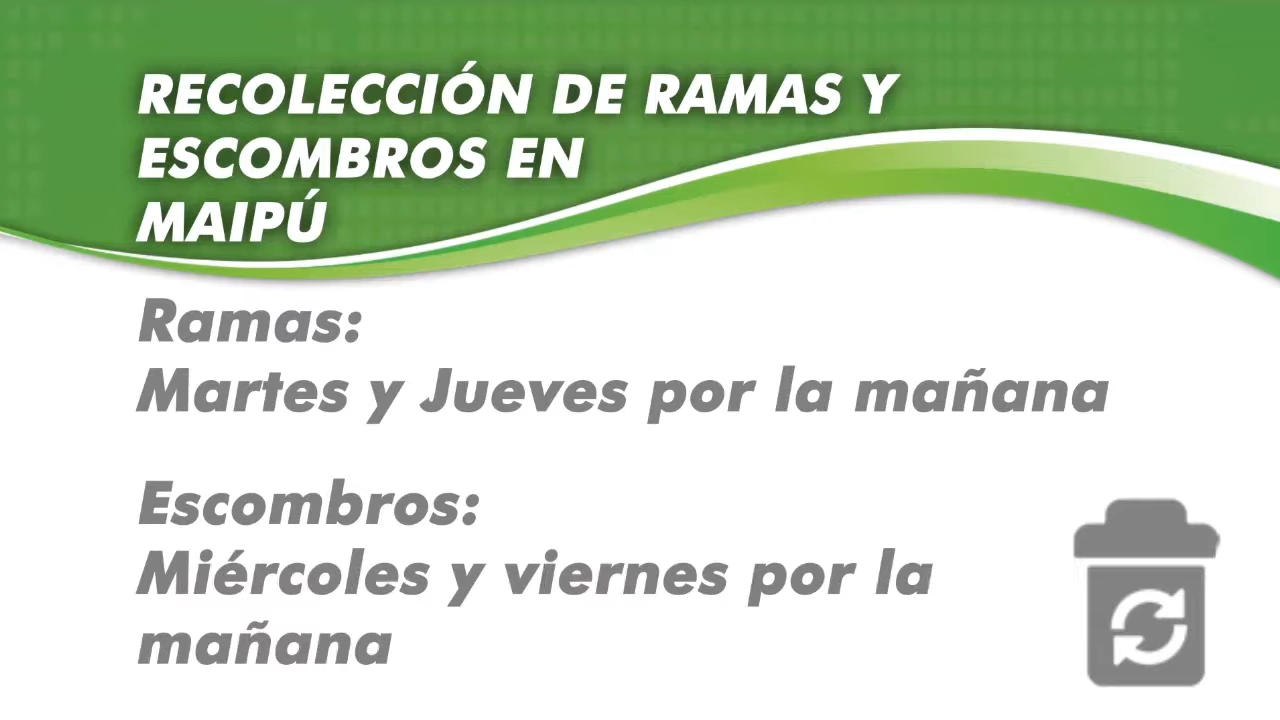 RECOLECCIÓN DE RAMAS Y
ESCOMBROS EN
MAIPÚ
Ramas:
Martes y Jueves por la mañana
Escombros:
Miércoles y viernes por la
mañana